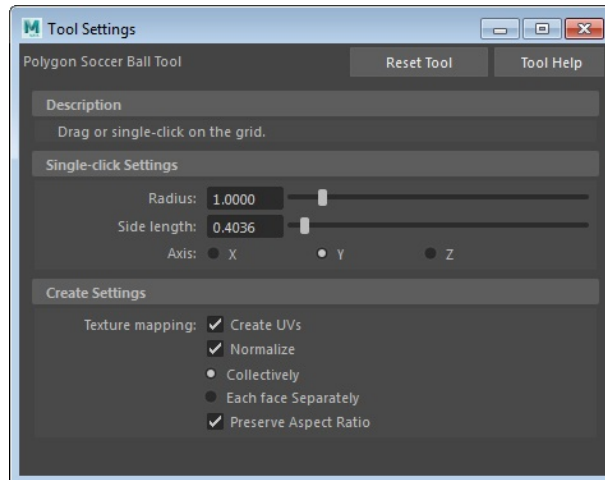 M Tool Settings
Polygon Soccer Ball Tool Reset Tool Tool Help
Description
Drag or single-click on the grid.
Single-click Settings
Radius: 1.0000
Side length: 0.4036
Axis: X Y Z
Create Settings
Texture mapping: Create UVs
Normalize
Collectively
Each face Separately
Preserve Aspect Ratio